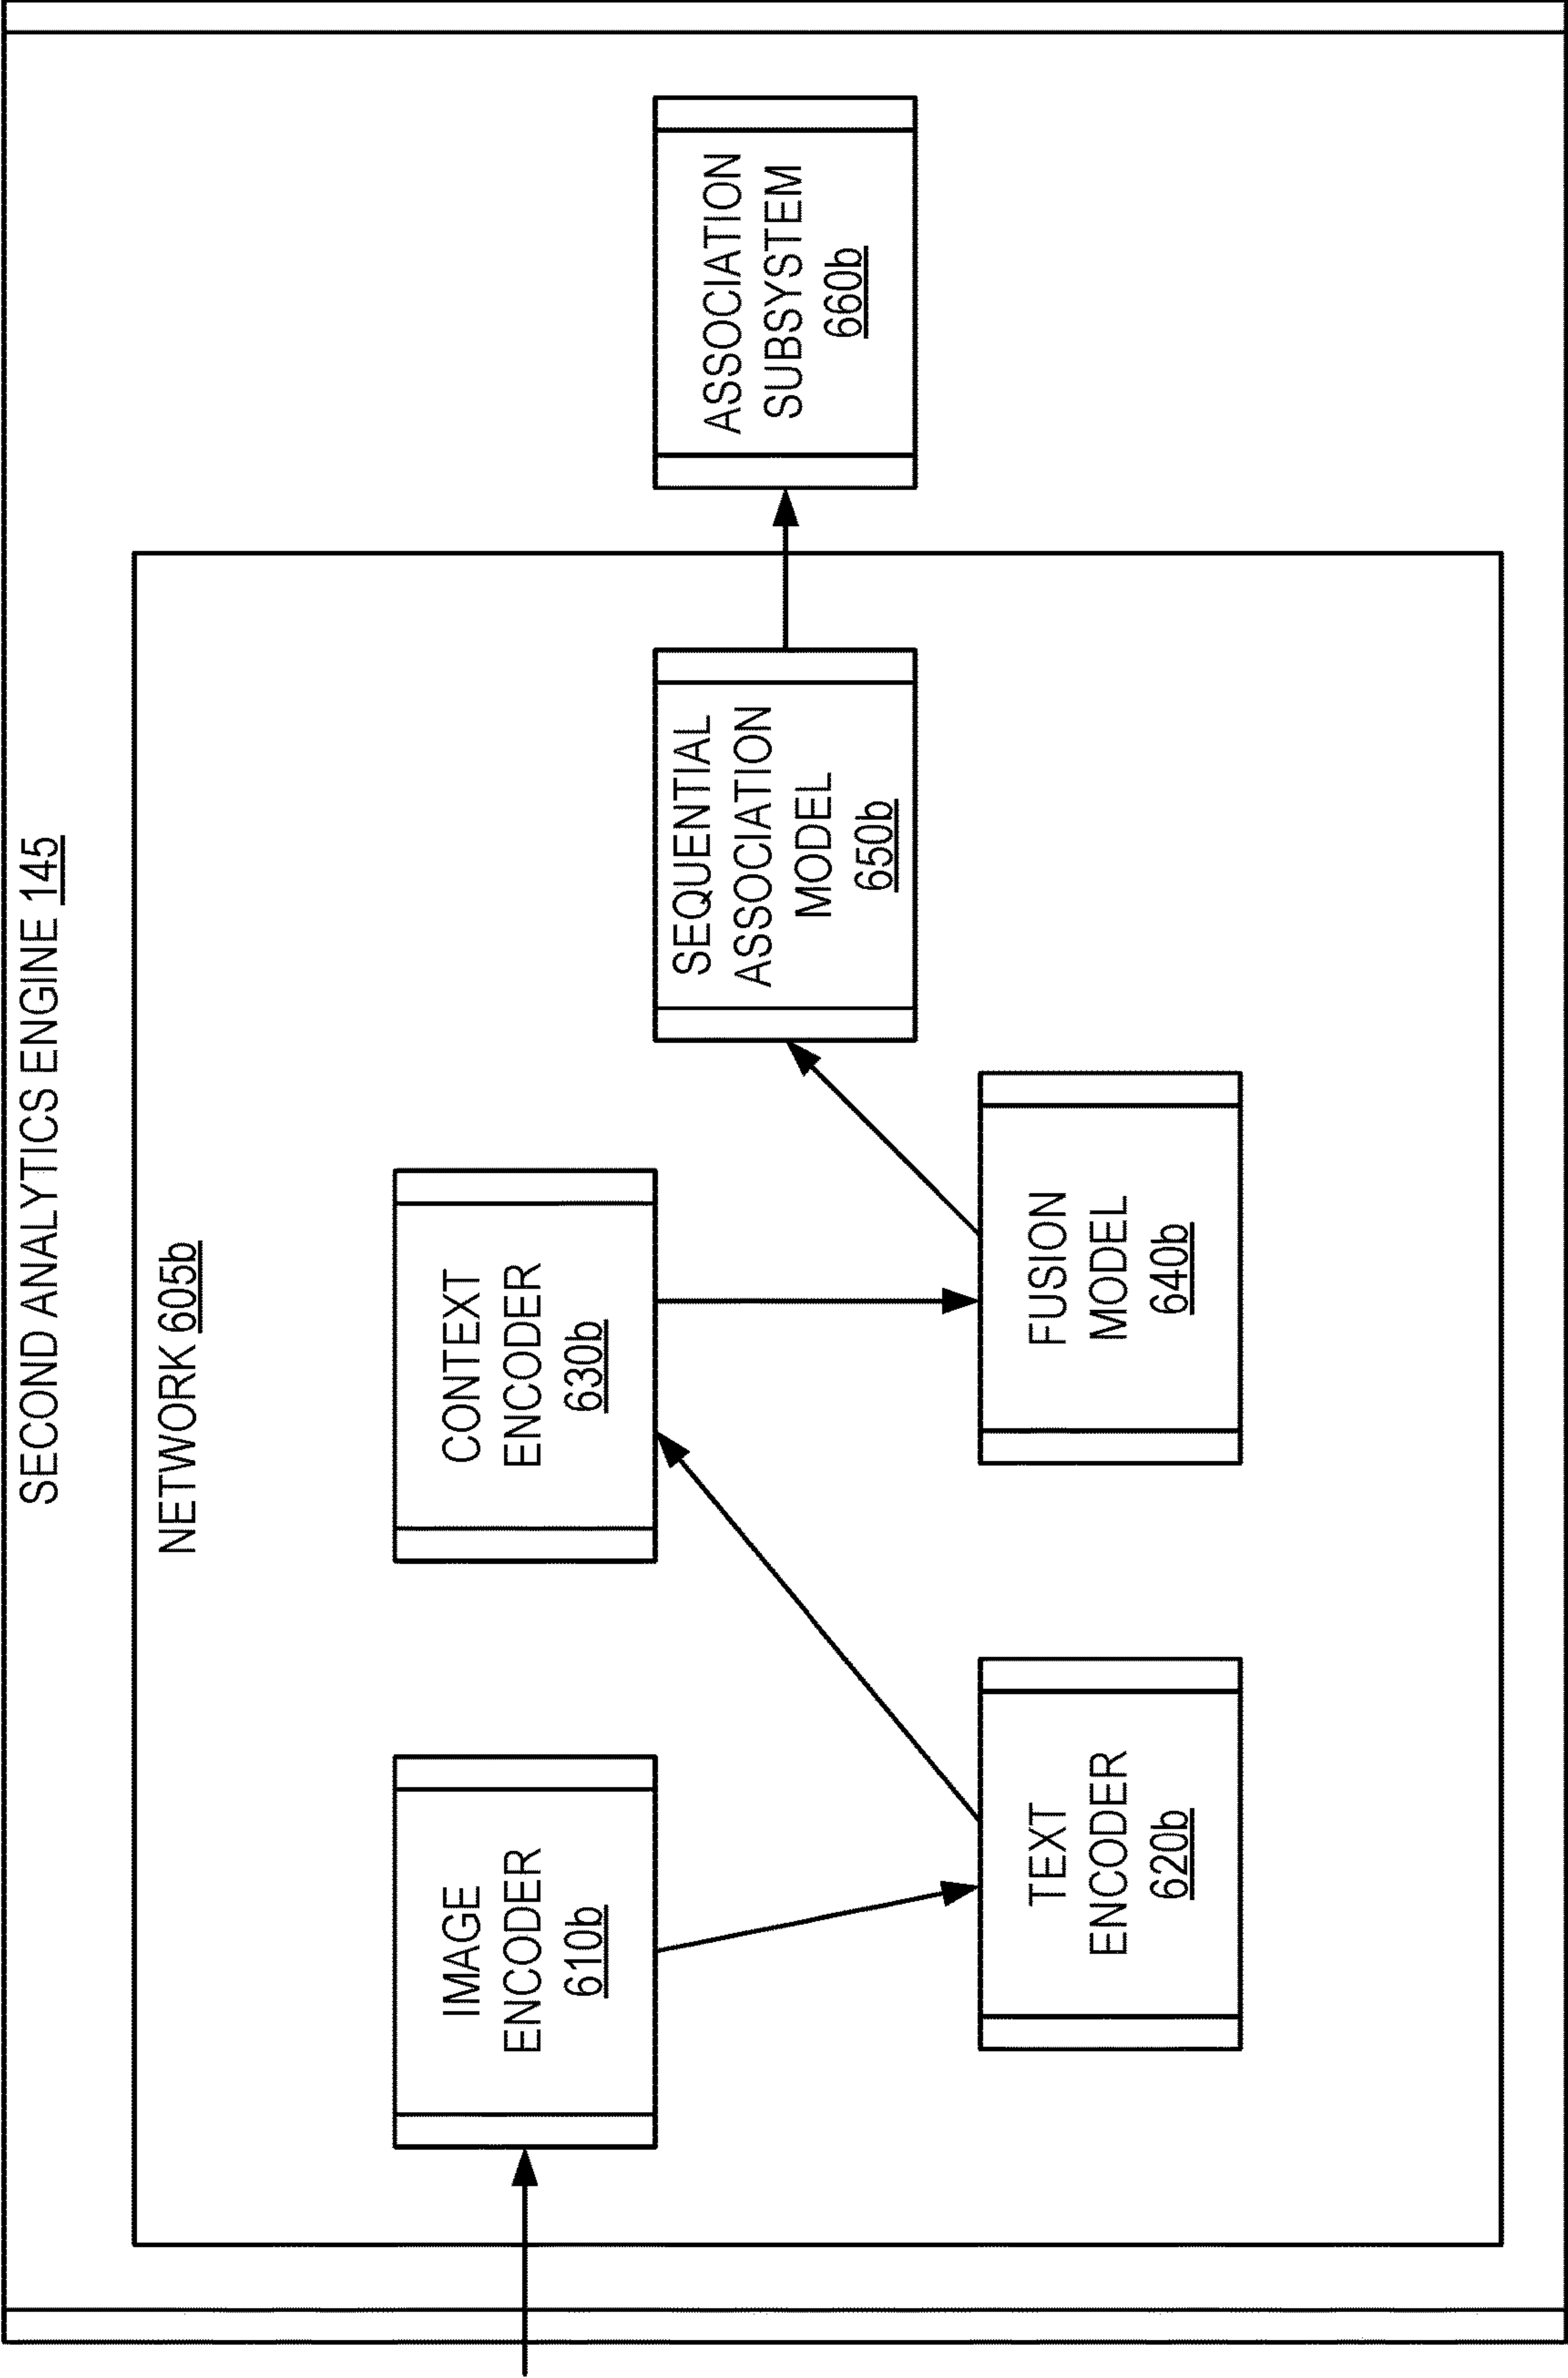 SECOND ANALYTICS ENGINE 145
NETWORK 605b
IMAGE
ENCODER
610b
TEXT
ENCODER
620b
CONTEXT
ENCODER
630b
FUSION
MODEL
640b
SEQUENTIAL
ASSOCIATION
MODEL
650b
ASSOCIATION
SUBSYSTEM
660b